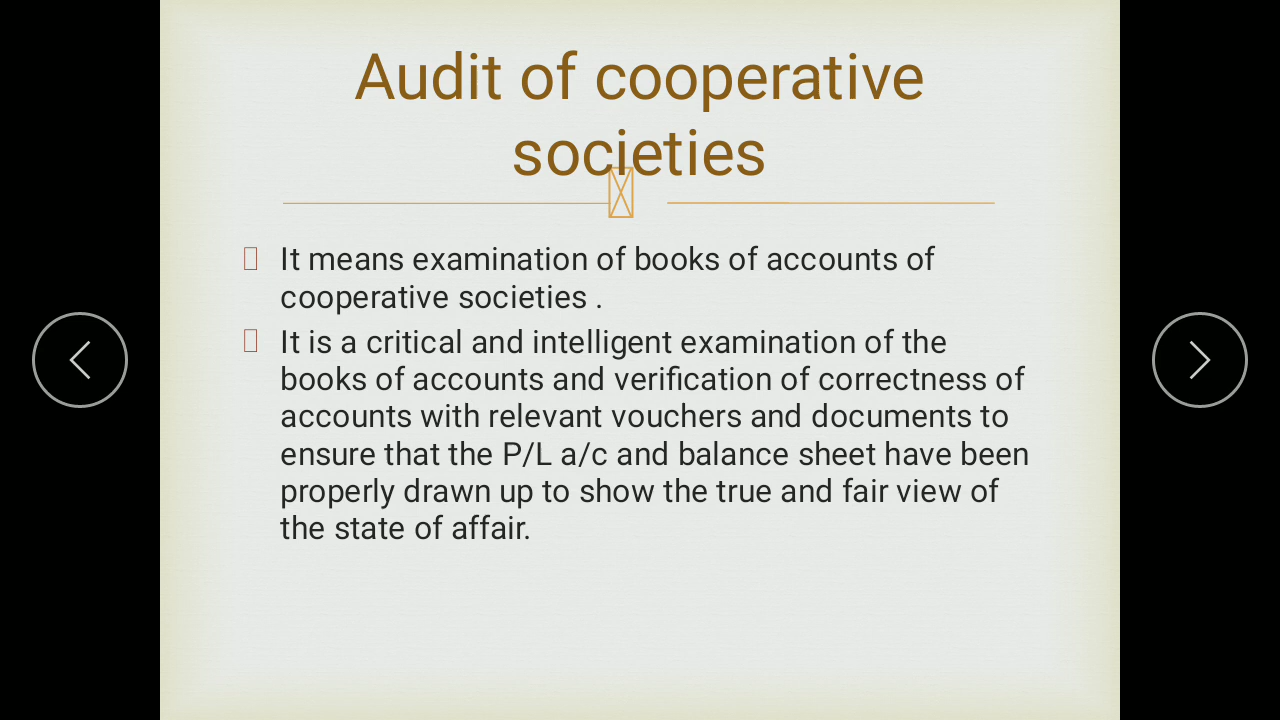 Audit of cooperative
societies
It means examination of books of accounts of
cooperative societies .
It is a critical and intelligent examination of the
books of accounts and verification of correctness of
accounts with relevant vouchers and documents to
ensure that the P/L a/c and balance sheet have been
properly drawn up to show the true and fair view of
the state of affair.